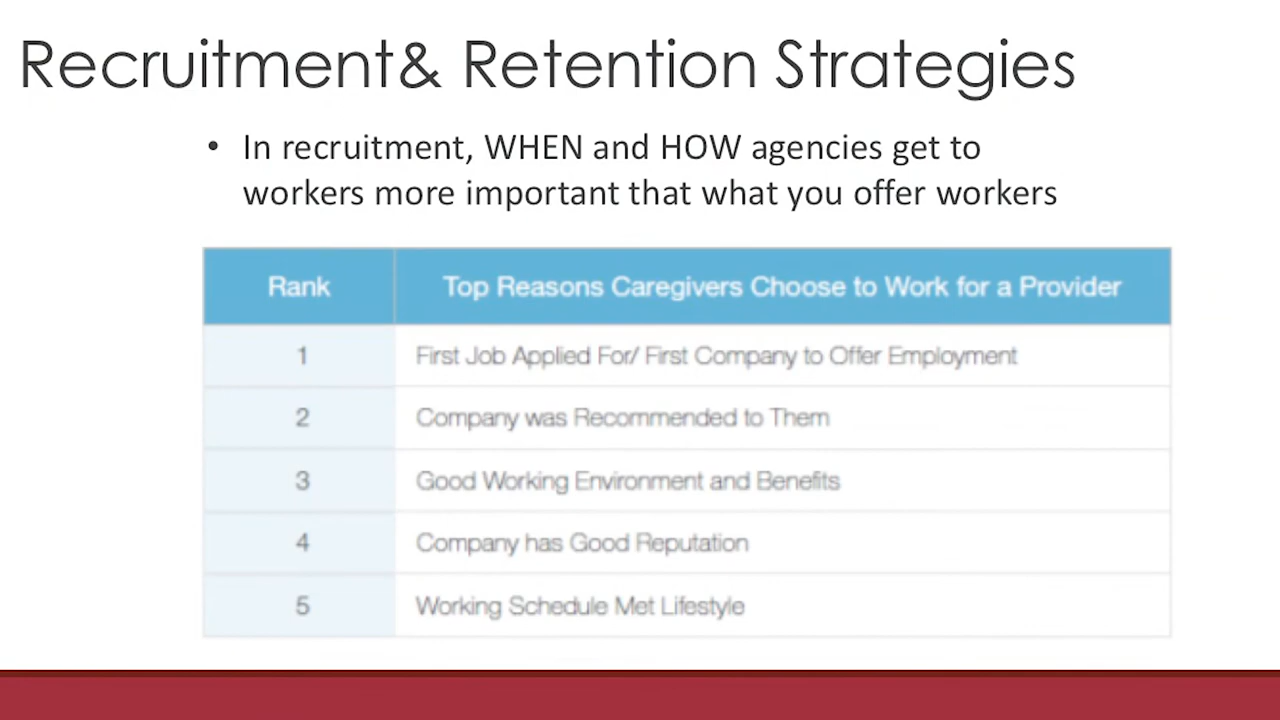 Recruitment& Retention Strategies
• In recruitment, WHEN and HOW agencies get to
workers more important that what you offer workers
Rank Top Reasons Caregivers Choose to Work for a Provider
1 First Job Applied For/ First Company to Offer Employment
2 Company was Recommended to Them
3 Good Working Environment and Benefits
4 Company has Good Reputation
5 Working Schedule Met Lifestyle